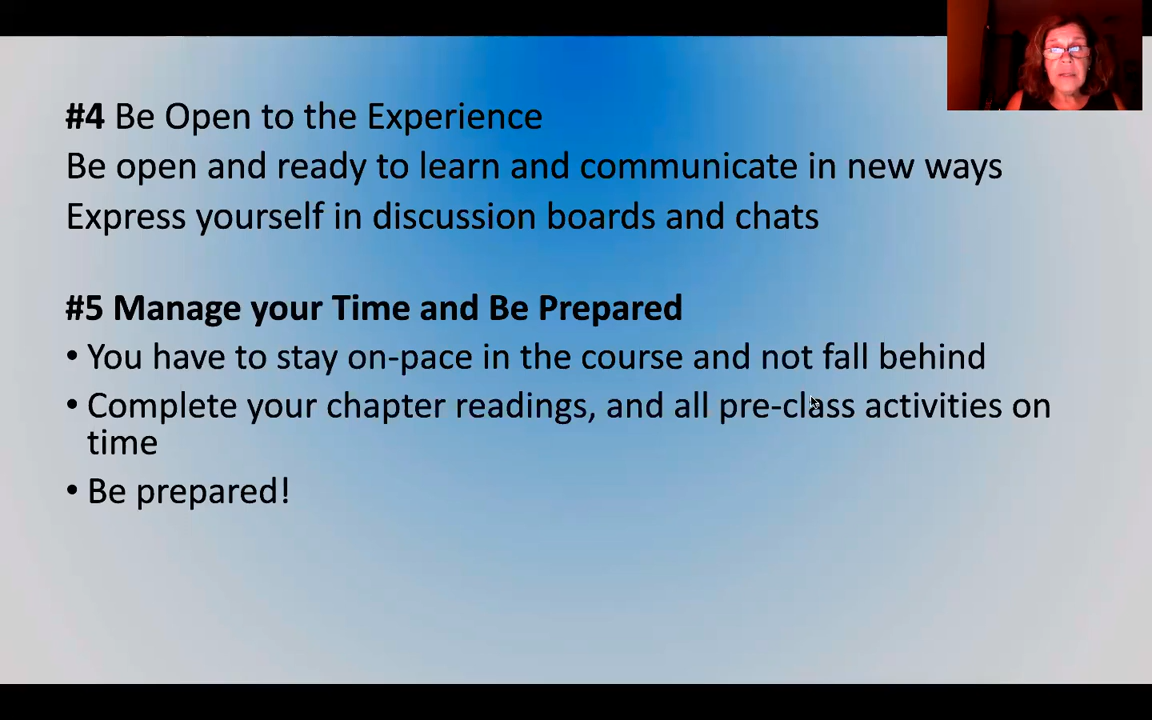 #4 Be Open to the Experience
Be open and ready to learn and communicate in new ways
Express yourself in discussion boards and chats
#5 Manage your Time and Be Prepared
• You have to stay on-pace in the course and not fall behind
• Complete your chapter readings, and all pre-class activities on
time
• Be prepared!